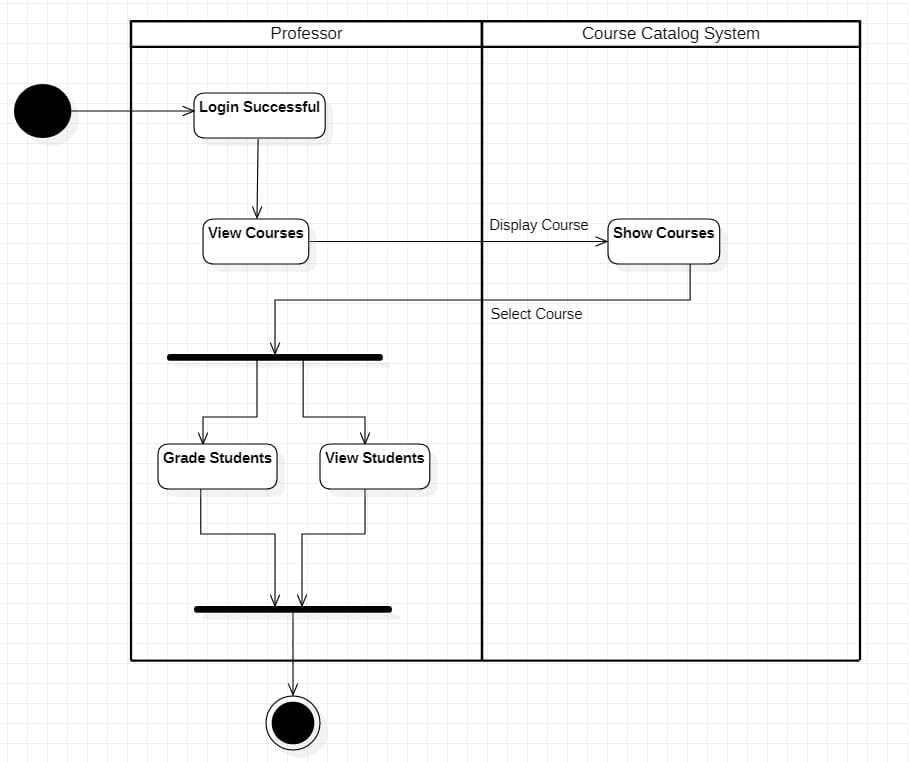 Professor
Course Catalog System
Login Successful
View Courses
Display Course
Show Courses
Select Course
Grade Students
View Students